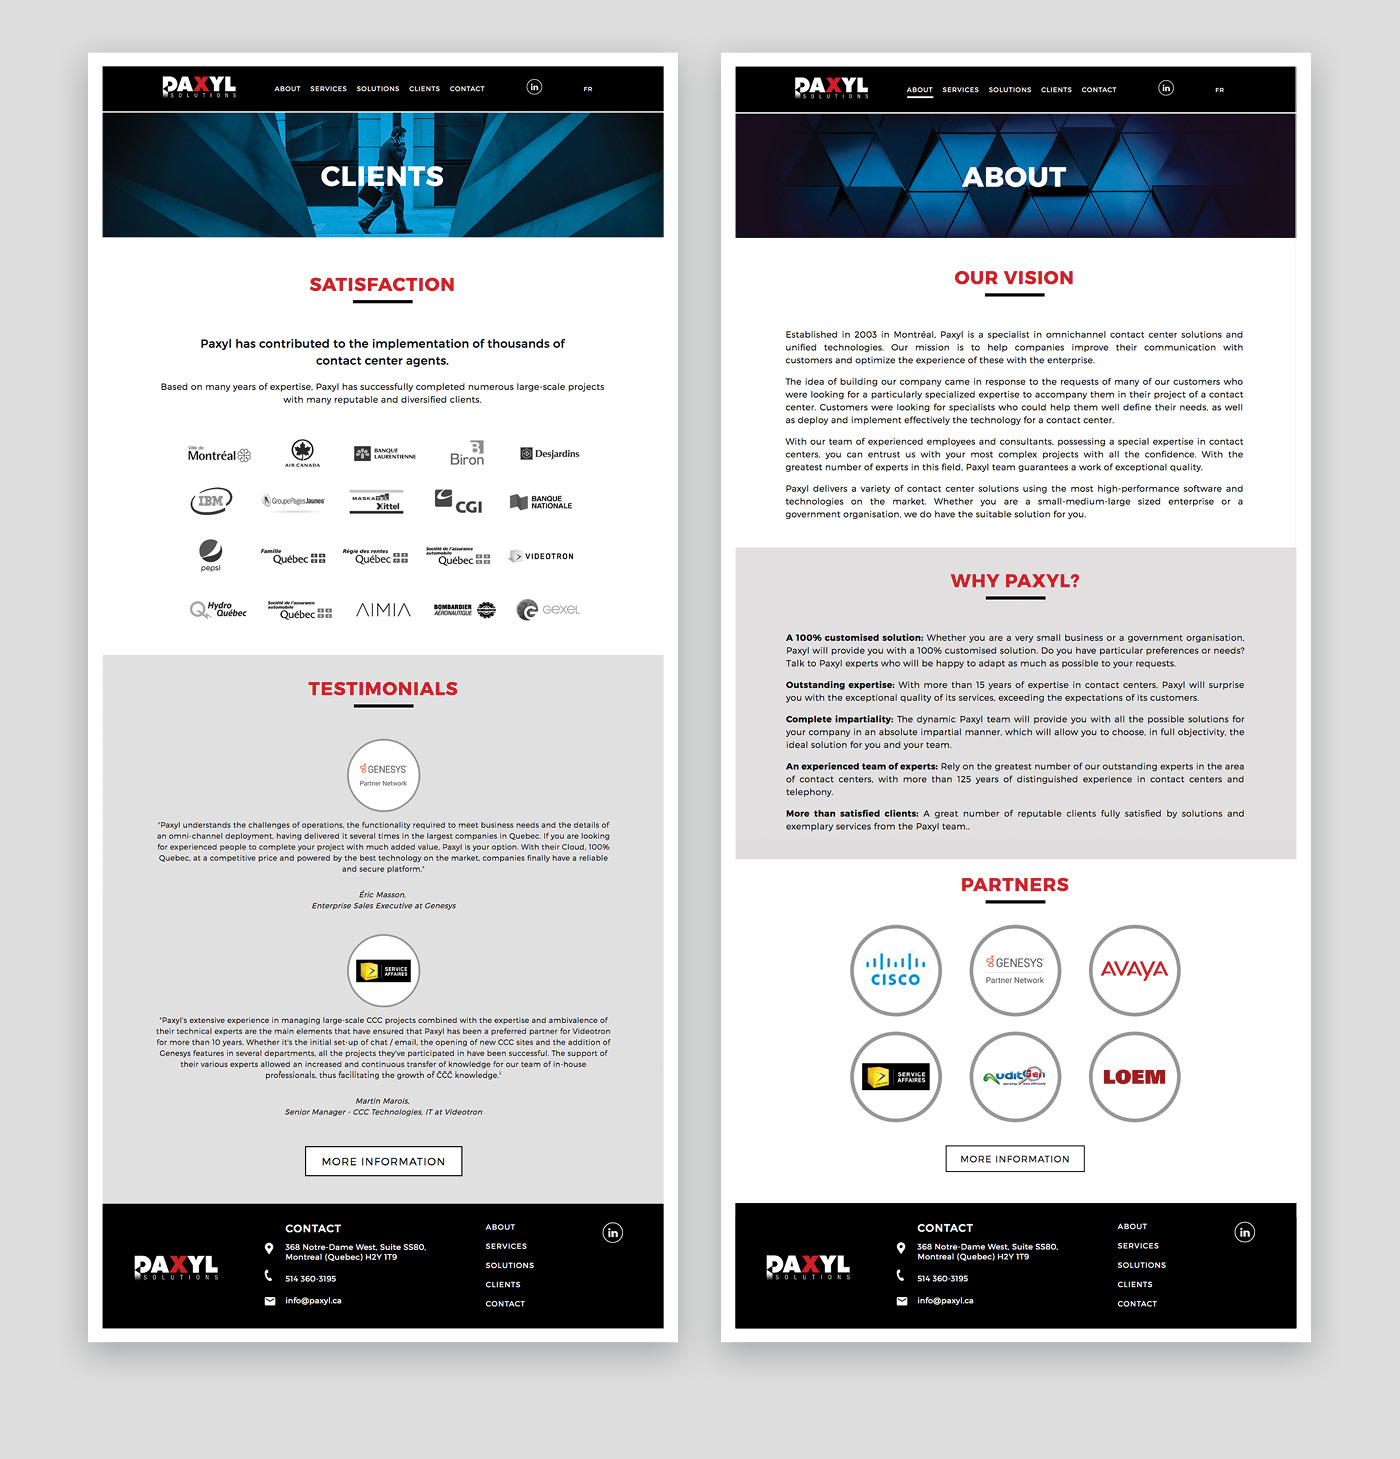 PAXYL
SOLUTIONS
ABOUT SERVICES SOLUTIONS CLIENTS CONTACT
in
FR
CLIENTS
SATISFACTION
Paxyl has contributed to the implementation of thousands of
contact center agents.
Based on many years of expertise, Paxyl has successfully completed numerous large-scale projects
with many reputable and diversified clients.
Ville de
Montréal
AIR CANADA
BANQUE
LAURENTIENNE
B
Biron
Desjardins
IBM
GroupePagesJaunes
MASKATEL
Xittel
CGI
BANQUE
NATIONALE
pepsi
Famille
Québec
Régie des rentes
Québec
Société de l'assurance
automobile
Québec
VIDEOTRON
Hydro
Québec
Société de l'assurance
automobile
Québec
AIMIA
BOMBARDIER
AÉRONAUTIQUE
GEXEL
TESTIMONIALS
GENESYS
Partner Network
"Paxyl understands the challenges of operations, the functionality required to meet business needs and the details of
an omni-channel deployment, having delivered it several times in the largest companies in Quebec. If you are looking
for experienced people to complete your project with much added value, Paxyl is your option. With their Cloud, 100%
Quebec, at a competitive price and powered by the best technology on the market, companies finally have a reliable
and secure platform."
Éric Masson,
Enterprise Sales Executive at Genesys
SERVICE
AFFAIRES
"Paxyl's extensive experience in managing large-scale CCC projects combined with the expertise and ambivalence of
their technical experts are the main elements that have ensured that Paxyl has been a preferred partner for Videotron
for more than 10 years. Whether it's the initial set-up of chat / email, the opening of new CCC sites and the addition of
Genesys features in several departments, all the projects they've participated in have been successful. The support of
their various experts allowed an increased and continuous transfer of knowledge for our team of in-house
professionals, thus facilitating the growth of ČČČ knowledge."
Martin Marois,
Senior Manager - CCC Technologies, IT at Videotron
MORE INFORMATION
PAXYL
SOLUTIONS
CONTACT
368 Notre-Dame West, Suite SS80,
Montreal (Quebec) H2Y 1T9
514 360-3195
info@paxyl.ca
ABOUT
SERVICES
SOLUTIONS
CLIENTS
CONTACT
in
PAXYL
SOLUTIONS
ABOUT SERVICES SOLUTIONS CLIENTS CONTACT
in
FR
ABOUT
OUR VISION
Established in 2003 in Montréal, Paxyl is a specialist in omnichannel contact center solutions and
unified technologies. Our mission is to help companies improve their communication with
customers and optimize the experience of these with the enterprise.
The idea of building our company came in response to the requests of many of our customers who
were looking for a particularly specialized expertise to accompany them in their project of a contact
center. Customers were looking for specialists who could help them well define their needs, as well
as deploy and implement effectively the technology for a contact center.
With our team of experienced employees and consultants, possessing a special expertise in contact
centers, you can entrust us with your most complex projects with all the confidence. With the
greatest number of experts in this field, Paxyl team guarantees a work of exceptional quality.
Paxyl delivers a variety of contact center solutions using the most high-performance software and
technologies on the market. Whether you are a small-medium-large sized enterprise or a
government organisation, we do have the suitable solution for you.
WHY PAXYL?
A 100% customised solution: Whether you are a very small business or a government organisation,
Paxyl will provide you with a 100% customised solution. Do you have particular preferences or needs?
Talk to Paxyl experts who will be happy to adapt as much as possible to your requests.
Outstanding expertise: With more than 15 years of expertise in contact centers, Paxyl will surprise
you with the exceptional quality of its services, exceeding the expectations of its customers.
Complete impartiality: The dynamic Paxyl team will provide you with all the possible solutions for
your company in an absolute impartial manner, which will allow you to choose, in full objectivity, the
ideal solution for you and your team.
An experienced team of experts: Rely on the greatest number of our outstanding experts in the area
of contact centers, with more than 125 years of distinguished experience in contact centers and
telephony.
More than satisfied clients: A great number of reputable clients fully satisfied by solutions and
exemplary services from the Paxyl team..
PARTNERS
CISCO
GENESYS
Partner Network
AVAYA
SERVICE
AFFAIRES
AuditGen
LOEM
MORE INFORMATION
PAXYL
SOLUTIONS
CONTACT
368 Notre-Dame West, Suite SS80,
Montreal (Quebec) H2Y 1T9
514 360-3195
info@paxyl.ca
ABOUT
SERVICES
SOLUTIONS
CLIENTS
CONTACT
in